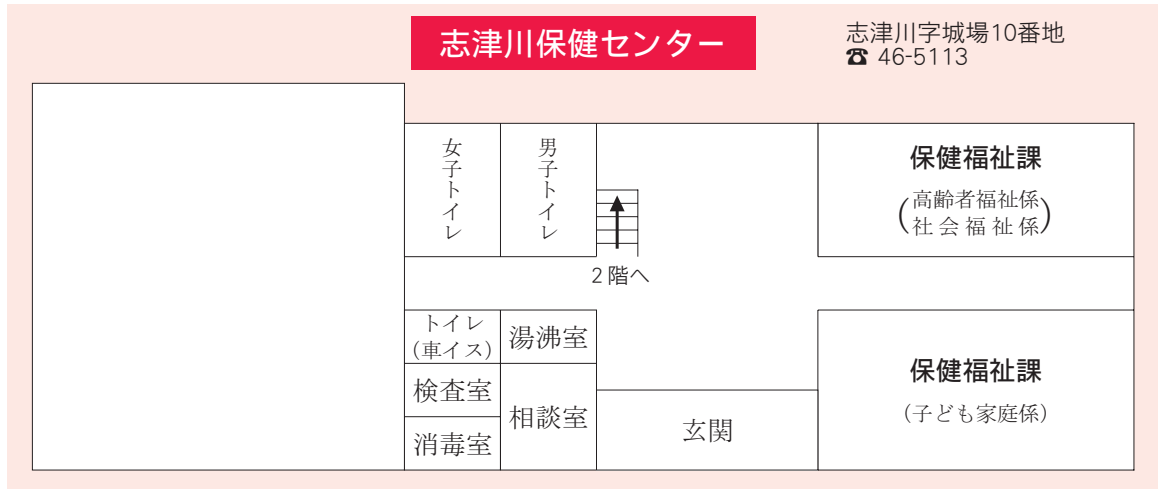 志津川保健センター
志津川字城場10番地
☎ 46-5113
女子トイレ
男子トイレ
2階へ
保健福祉課
(高齢者福祉係
社会福祉係)
トイレ
(車イス)
湯沸室
検査室
消毒室
相談室
玄関
保健福祉課
(子ども家庭係)